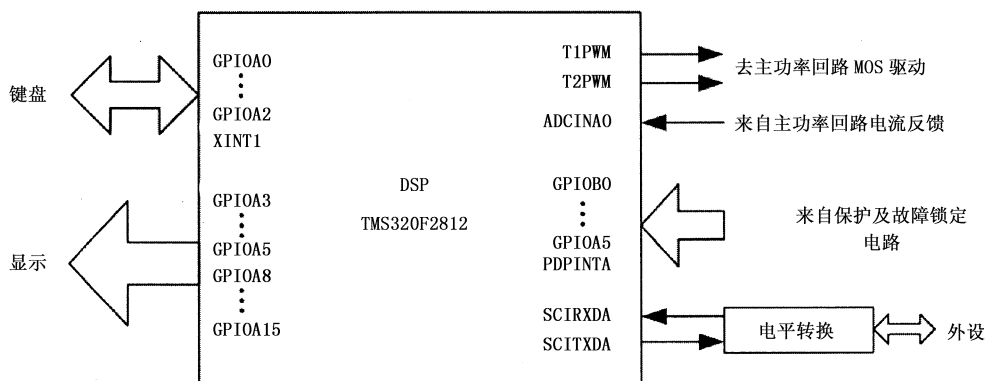 键盘
GPIOA0
GPIOA2
XINT1
显示
GPIOA3
GPIOA5
GPIOA8
GPIOA15
DSP
TMS320F2812
T1PWM
T2PWM
去主功率回路 MOS 驱动
ADCINA0
来自主功率回路电流反馈
GPIOB0
GPIOA5
PDPINTA
来自保护及故障锁定
电路
SCIRXDA
SCITXDA
电平转换
外设